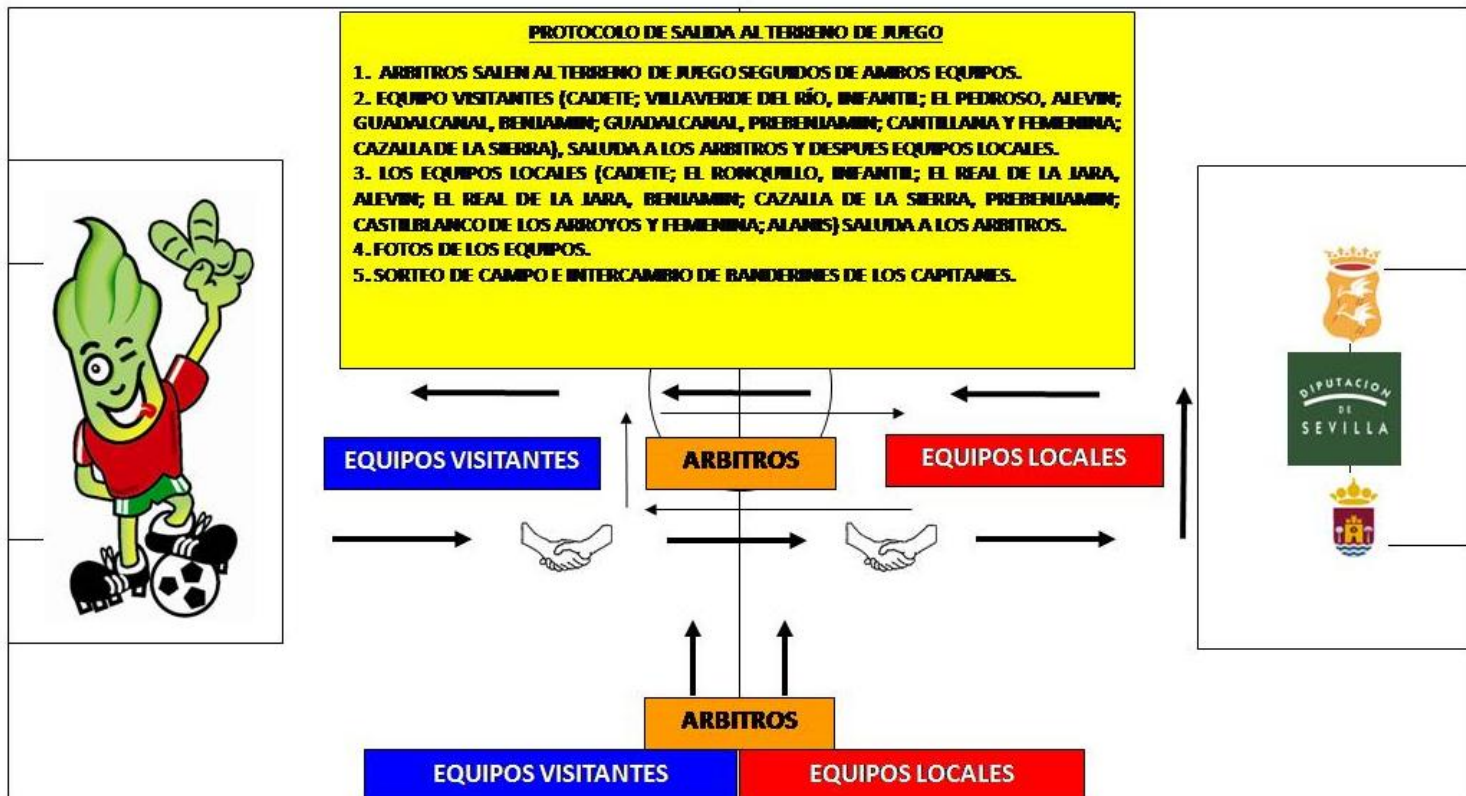 PROTOCOLO DE SALIDA AL TERRENO DE JUEGO
1. ARBITROS SALEN AL TERRENO DE JUEGO SEGUIDOS DE AMBOS EQUIPOS.
2. EQUIPO VISITANTES (CADETE; VILLAVERDE DEL RÍO, INFANTIL; EL PEDROSO, ALEVIN;
GUADALCANAL, BENJAMIN; GUADALCANAL, PREBENJAMIN; CANTILLANA Y FEMENINA;
CAZALLA DE LA SIERRA), SALUDA A LOS ARBITROS Y DESPUES EQUIPOS LOCALES.
3. LOS EQUIPOS LOCALES (CADETE; EL RONQUILLO, INFANTIL; EL REAL DE LA JARA,
ALEVIN; EL REAL DE LA JARA, BENJAMIN; CAZALLA DE LA SIERRA, PREBENJAMIN;
CASTILBLANCO DE LOS ARROYOS Y FEMENINA; ALANIS) SALUDA A LOS ARBITROS.
4. FOTOS DE LOS EQUIPOS.
5. SORTEO DE CAMPO E INTERCAMBIO DE BANDERINES DE LOS CAPITANES.
DIPUTACION
DE
SEVILLA
EQUIPOS VISITANTES
ARBITROS
EQUIPOS LOCALES
ARBITROS
EQUIPOS VISITANTES
EQUIPOS LOCALES